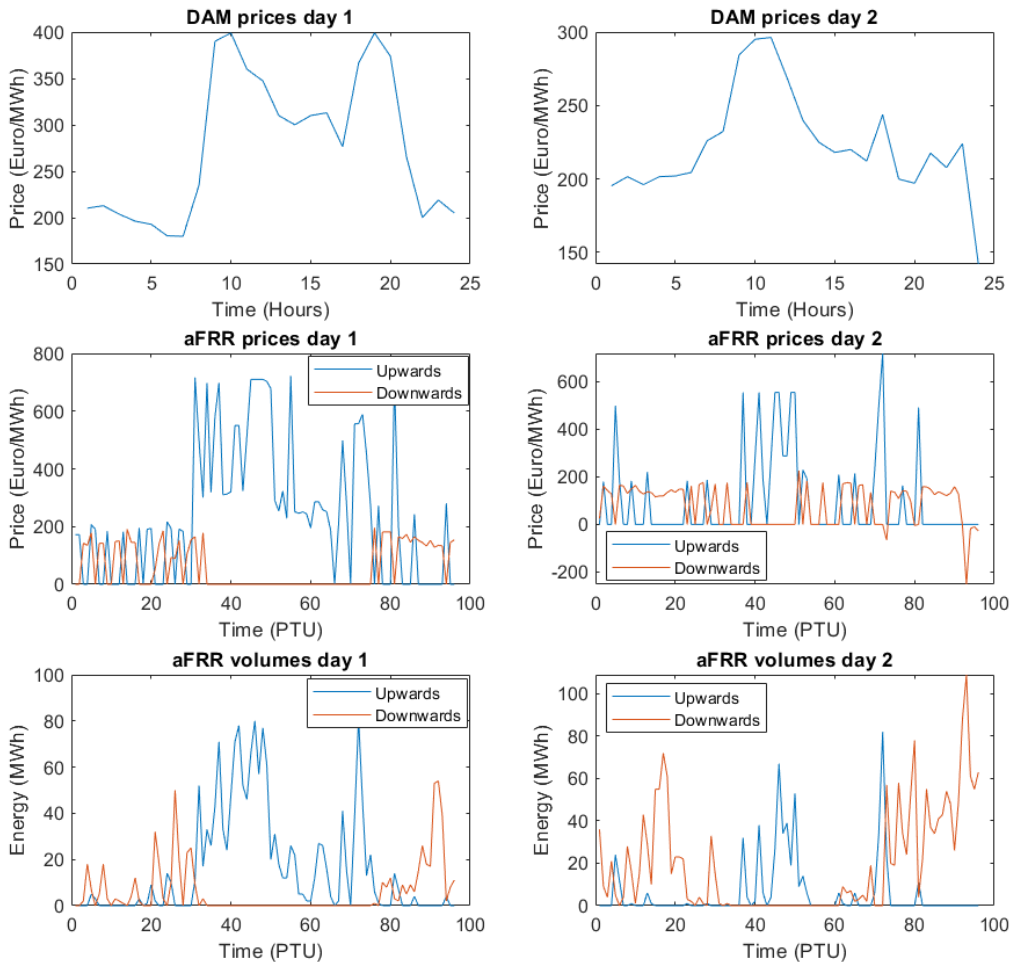 DAM prices day 1
Price (Euro/MWh)
400
350
300
250
200
150
0
5
10
15
20
25
Time (Hours)
DAM prices day 2
Price (Euro/MWh)
300
250
200
150
0
5
10
15
20
25
Time (Hours)
aFRR prices day 1
Price (Euro/MWh)
800
600
400
200
0
0
20
40
60
80
100
Upwards
Downwards
Time (PTU)
aFRR prices day 2
Price (Euro/MWh)
600
400
200
0
-200
0
20
40
60
80
100
Upwards
Downwards
Time (PTU)
aFRR volumes day 1
Energy (MWh)
100
80
60
40
20
0
0
20
40
60
80
100
Upwards
Downwards
Time (PTU)
aFRR volumes day 2
Energy (MWh)
100
80
60
40
20
0
0
20
40
60
80
100
Upwards
Downwards
Time (PTU)